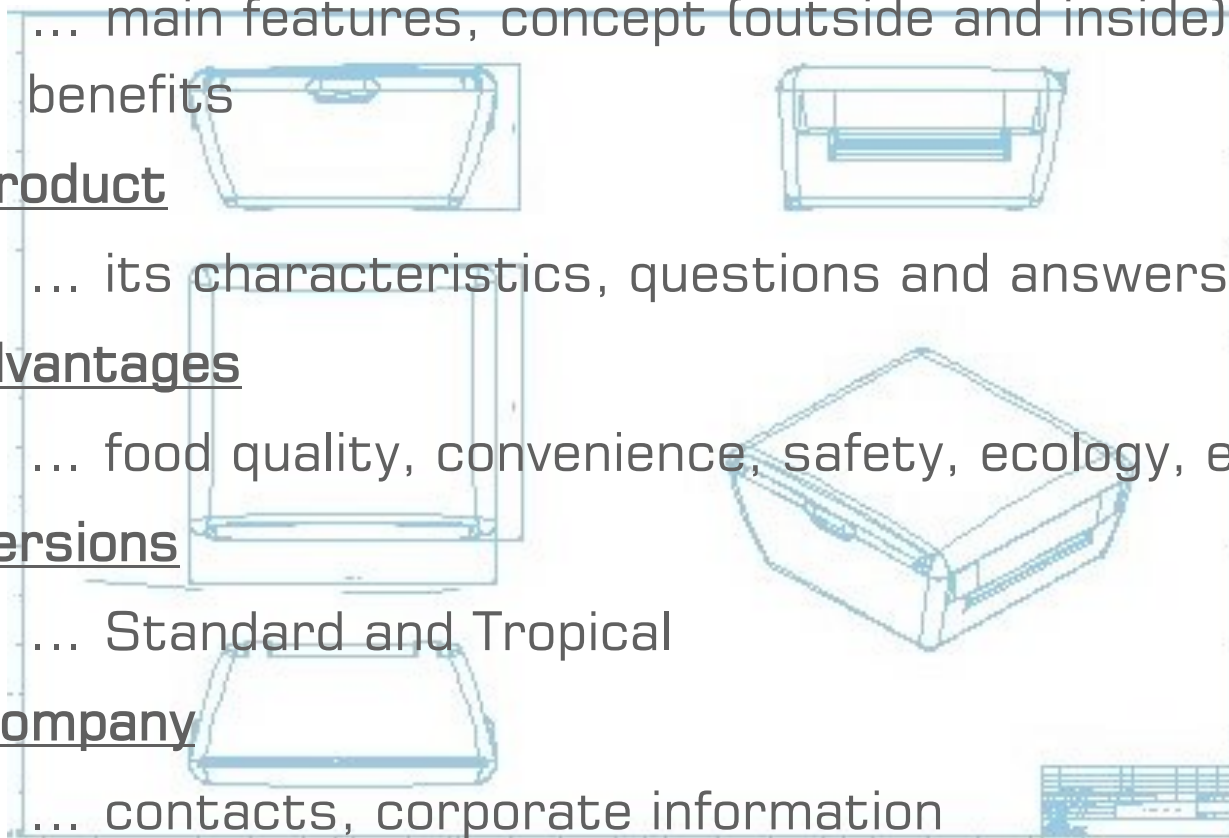 ... main features, concept (outside and inside)
benefits
roduct
... its characteristics, questions and answers
dvantages
... food quality, convenience, safety, ecology, e
ersions
... Standard and Tropical
ompany
... contacts, corporate information